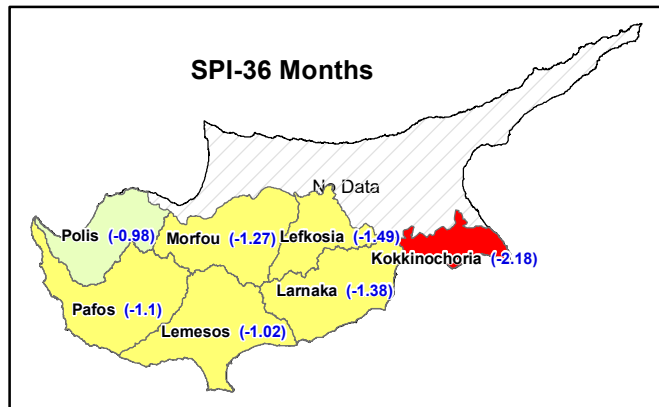 SPI-36 Months
No Data
Polis (-0.98)
Morfou (-1.27)
Lefkosia (-1.49)
Kokkinochoria (-2.18)
Larnaka (-1.38)
Pafos (-1.1)
Lemesos (-1.02)